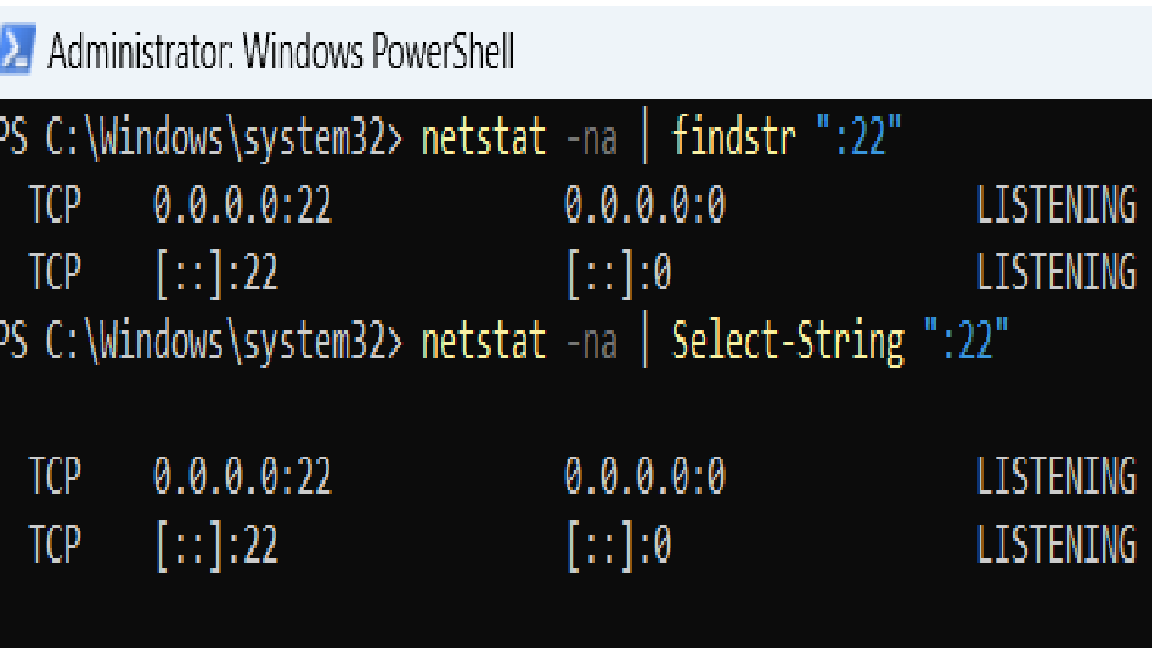 Administrator: Windows PowerShell
PS C:\Windows\system32> netstat -na | findstr ":22"
TCP 0.0.0.0:22 0.0.0.0:0 LISTENING
TCP [::]:22 [::]:0 LISTENING
PS C:\Windows\system32> netstat -na | Select-String ":22"
TCP 0.0.0.0:22 0.0.0.0:0 LISTENING
TCP [::]:22 [::]:0 LISTENING